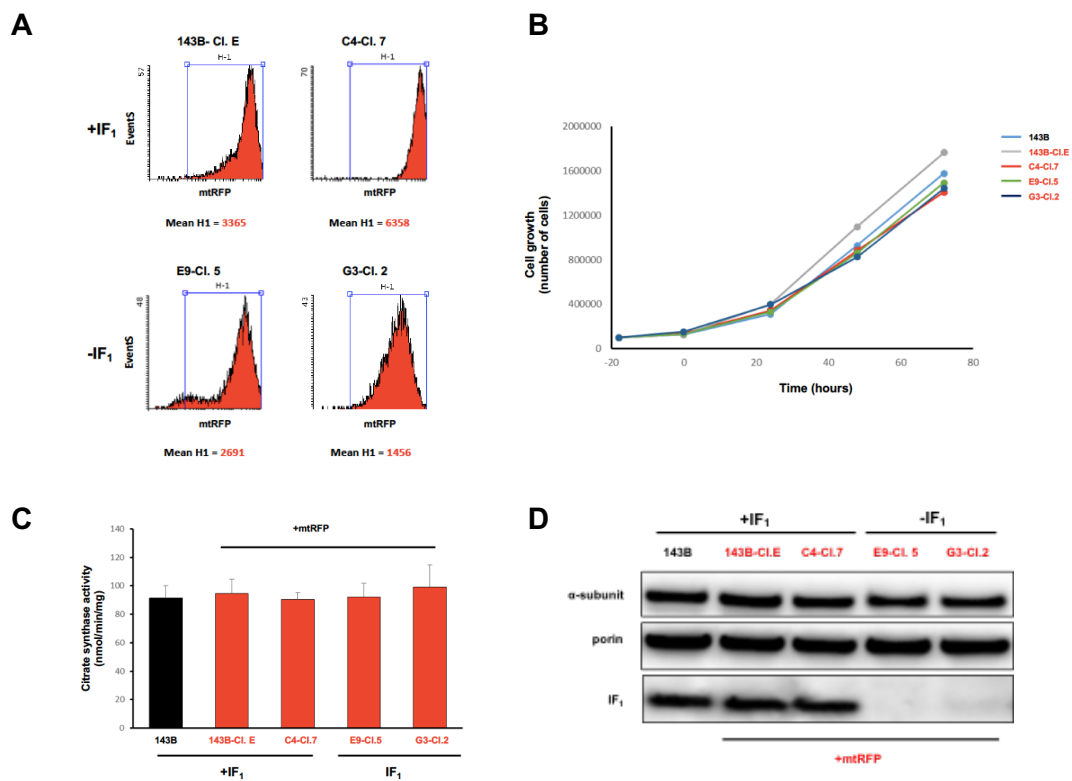 A
143B- Cl. E
C4-Cl. 7
H-1
H-1
57
70
+IF₁
EventS
mtRFP
mtRFP
Mean H1 = 3365
Mean H1 = 6358
E9-Cl. 5
G3-Cl. 2
H-1
H-1
48
43
-IF₁
EventS
mtRFP
mtRFP
Mean H1 = 2691
Mean H1 = 1456
B
2000000
1600000
1200000
800000
400000
0
-20
0
20
40
60
80
Cell growth
(number of cells)
Time (hours)
143B
143B-Cl.E
C4-Cl.7
E9-Cl.5
G3-Cl.2
C
+mtRFP
140
120
100
80
60
40
20
0
Citrate synthase activity
(nmol/min/mg)
143B
143B-Cl. E
C4-Cl.7
E9-Cl.5
G3-Cl.2
+IF₁
IF₁
D
+IF₁
-IF₁
143B
143B-Cl.E
C4-Cl.7
E9-Cl. 5
G3-Cl.2
α-subunit
porin
IF₁
+mtRFP